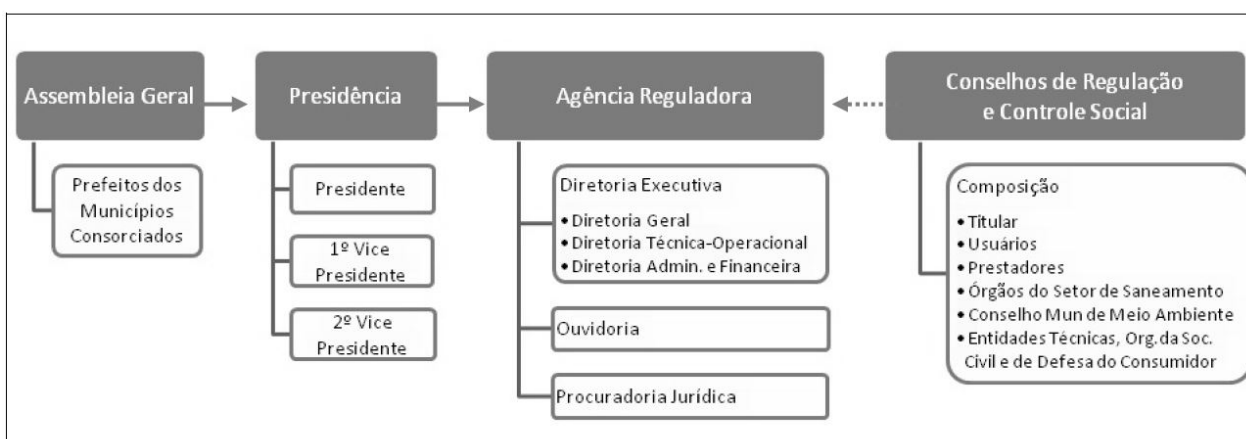 Assembleia Geral
Prefeitos dos
Municípios
Consorciados
Presidência
Presidente
1º Vice
Presidente
2º Vice
Presidente
Agência Reguladora
Diretoria Executiva
• Diretoria Geral
• Diretoria Técnica-Operacional
• Diretoria Admin. e Financeira
Ouvidoria
Procuradoria Jurídica
Conselhos de Regulação
e Controle Social
Composição
• Titular
• Usuários
• Prestadores
• Órgãos do Setor de Saneamento
• Conselho Mun de Meio Ambiente
• Entidades Técnicas, Org.da Soc.
Civil e de Defesa do Consumidor